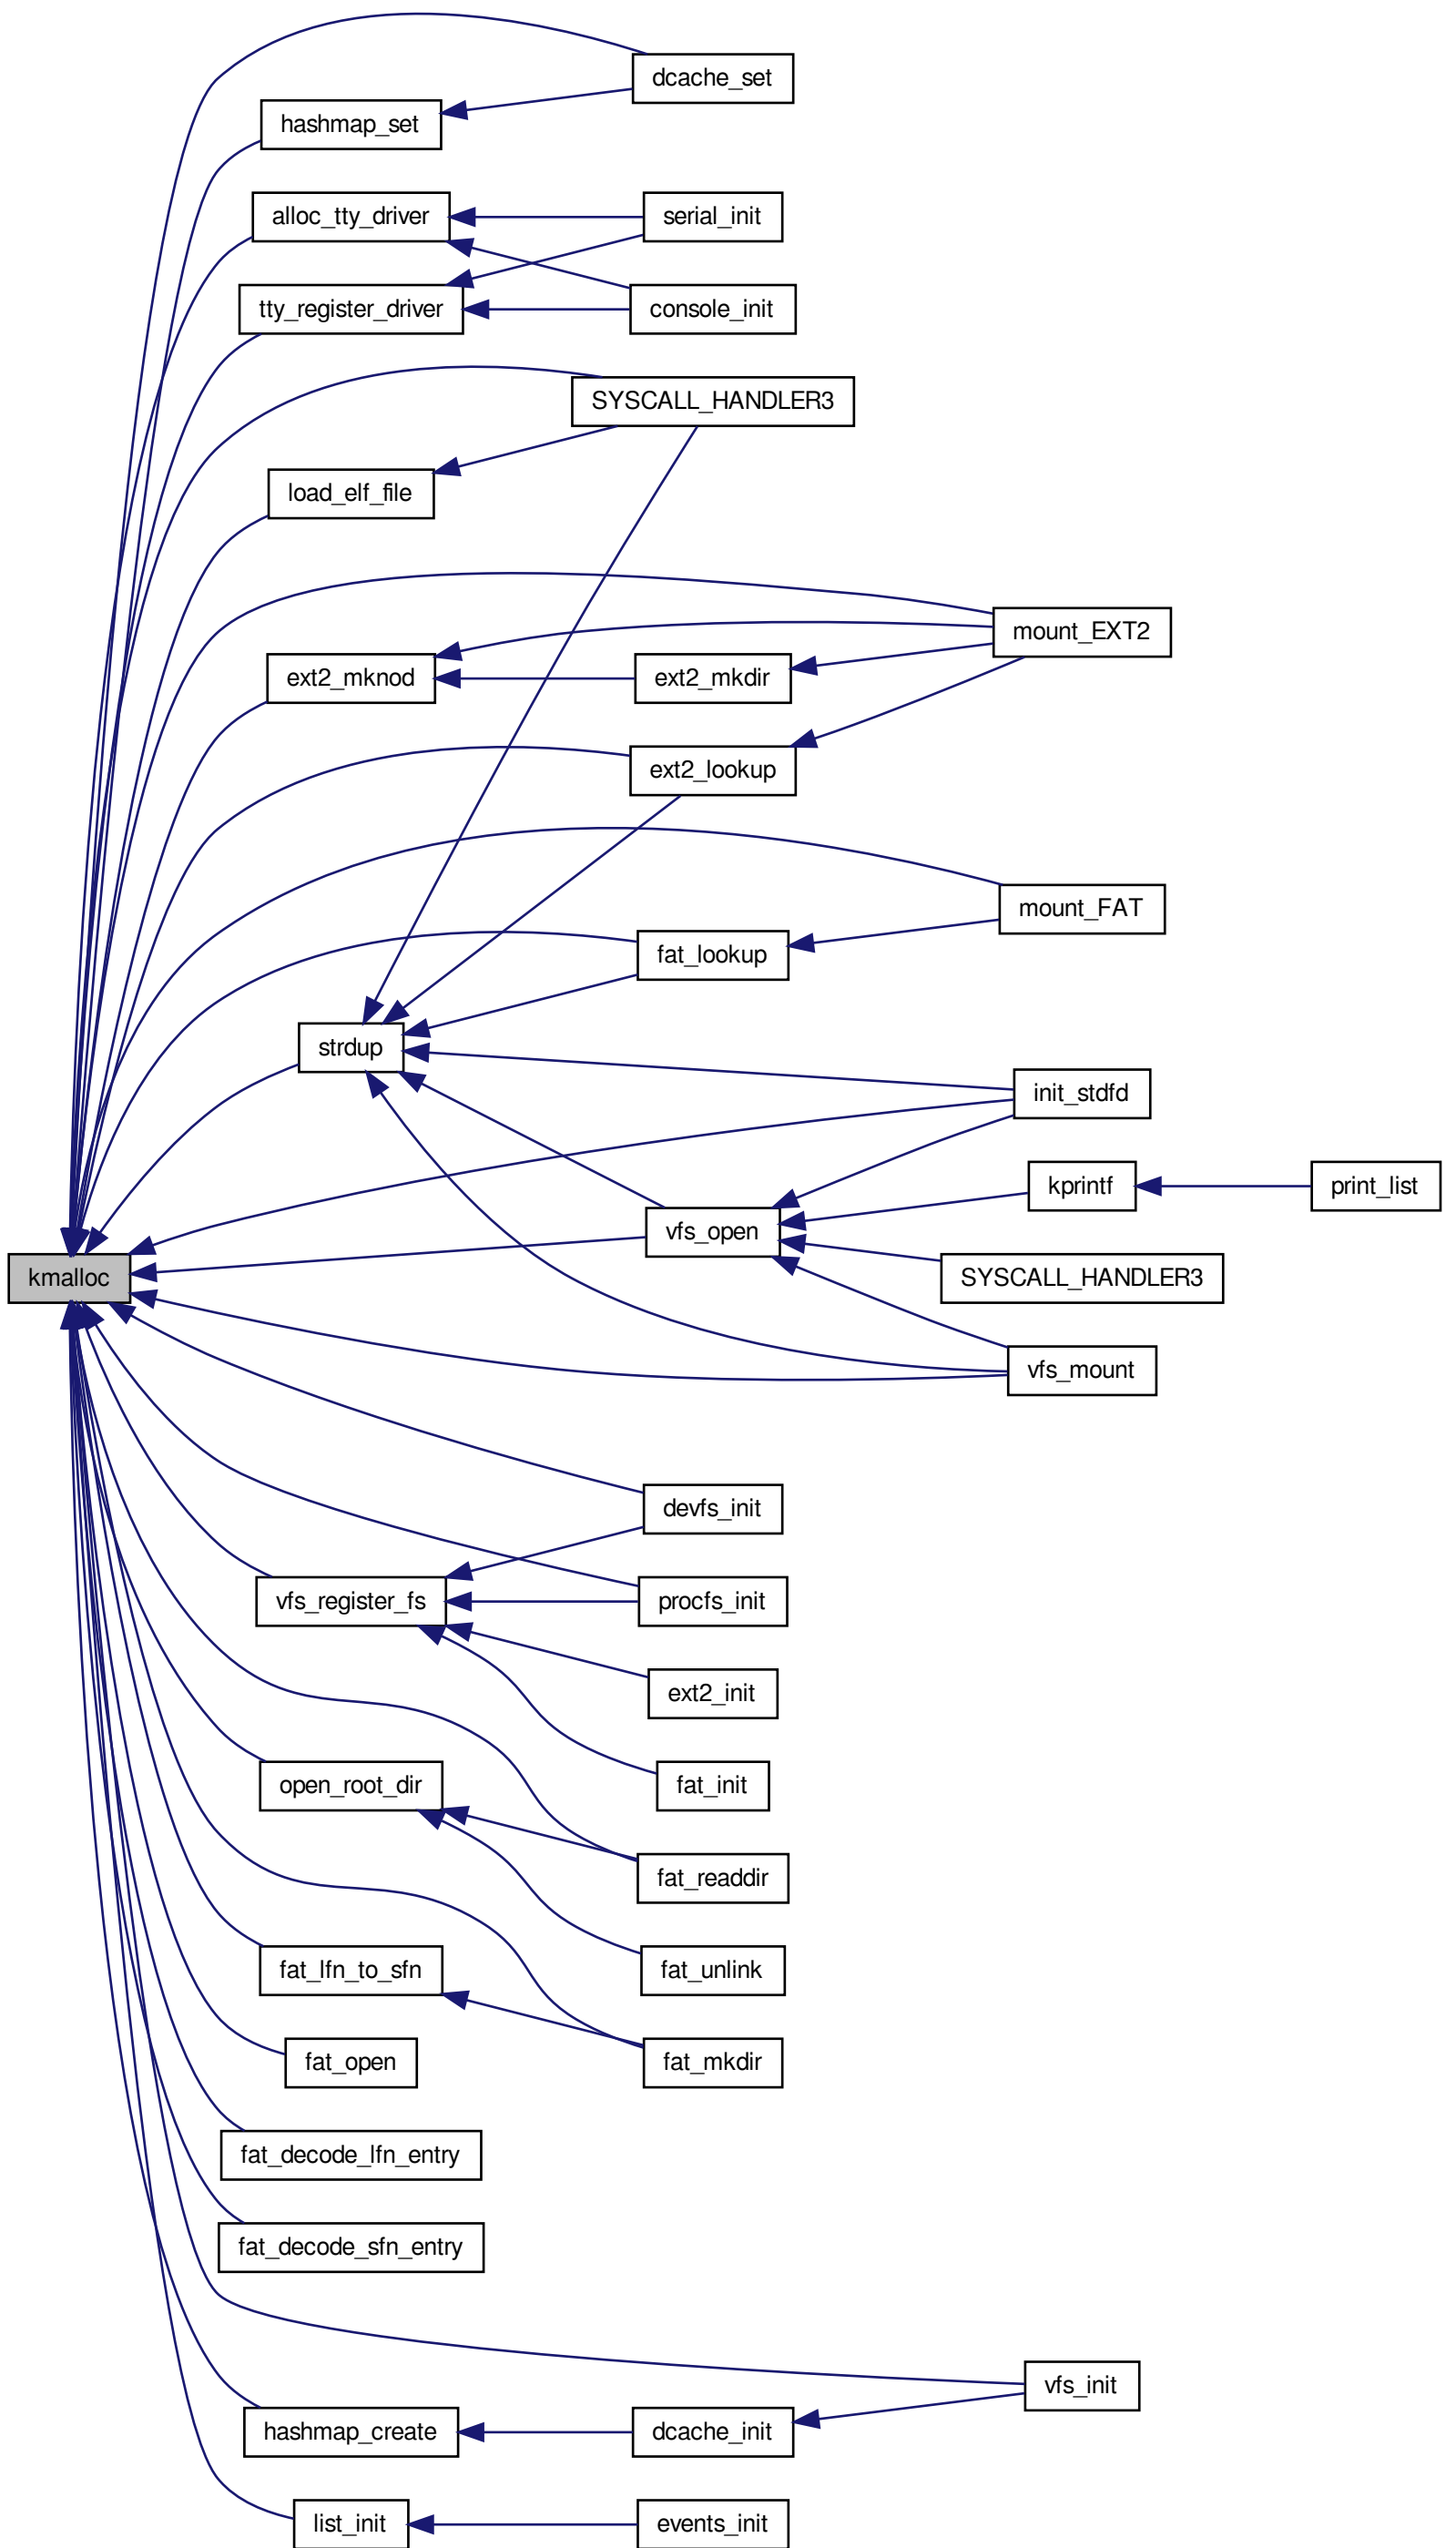 dcache_set
hashmap_set
alloc_tty_driver
serial_init
tty_register_driver
console_init
SYSCALL_HANDLER3
load_elf_file
mount_EXT2
ext2_mknod
ext2_mkdir
ext2_lookup
mount_FAT
fat_lookup
strdup
init_stdfd
kprintf
print_list
vfs_open
kmalloc
SYSCALL_HANDLER3
vfs_mount
devfs_init
vfs_register_fs
procfs_init
ext2_init
open_root_dir
fat_init
fat_readdir
fat_lfn_to_sfn
fat_unlink
fat_open
fat_mkdir
fat_decode_lfn_entry
fat_decode_sfn_entry
vfs_init
hashmap_create
dcache_init
list_init
events_init